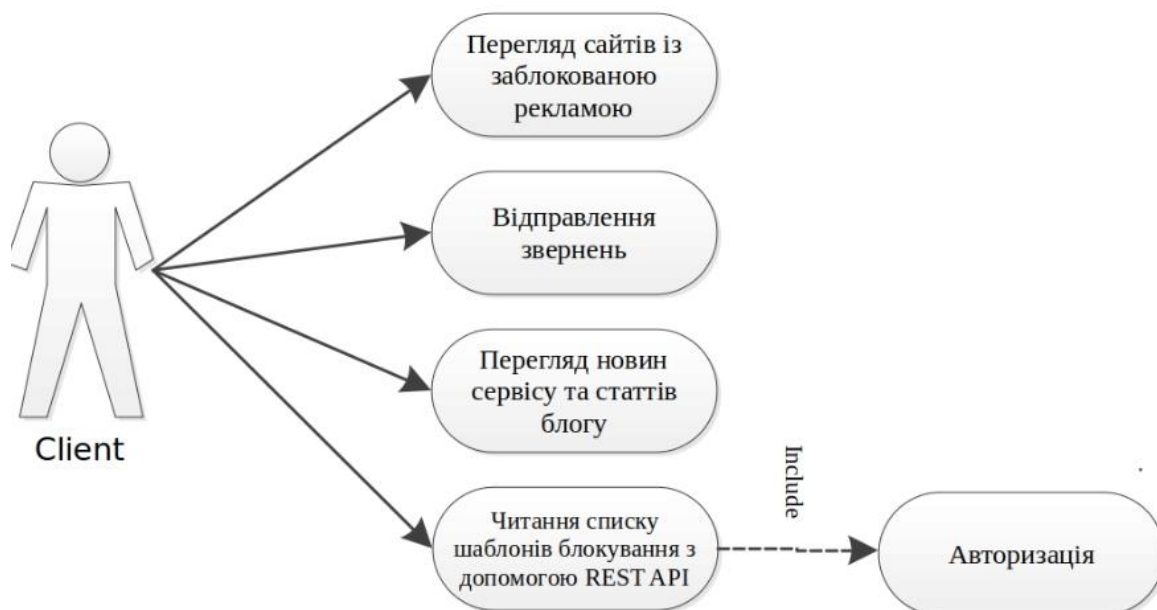 Перегляд сайтів із
заблокованою
рекламою
Відправлення
звернень
Перегляд новин
сервісу та статтів
блогу
Client
Читання списку
шаблонів блокування з
допомогою REST API
Include
Авторизація